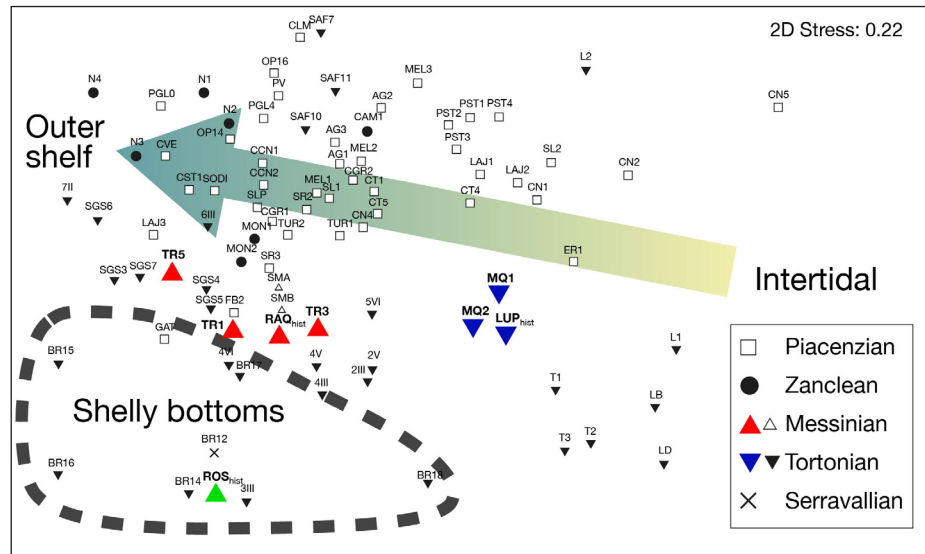 2D Stress: 0.22
SAF7
CLM
L2
OP16
MEL3
N4
N1
PV
SAF11
CN5
PGL0
AG2
PST1
PST4
N2
PGL4
SAF10
CAM1
PST2
Outer
shelf
OP14
AG3
PST3
N3
CVE
CCN1
AG1
MEL2
CGR2
LAJ1
SL2
LAJ2
CN2
CST1
SODI
CCN2
MEL1
SL1
CT1
7II
SLP
SR2
CT5
CT4
CN1
SGS6
6III
CGR1
CN4
LAJ3
MON1
TUR2
TUR1
TR5
MON2
SR3
ER1
SGS3
SGS7
SMA
MQ1
Intertidal
SGS4
SMB
SGS5
FB2
5VI
TR1
RAQhist
TR3
MQ2
LUPhist
GAT
L1
BR15
4VI
BR17
4V
2V
2III
4III
T1
LB
Shelly bottoms
BR12
T3
T2
LD
BR16
ROShist
BR14
3III
BR18
Piacenzian
Zanclean
Messinian
Tortonian
Serravallian